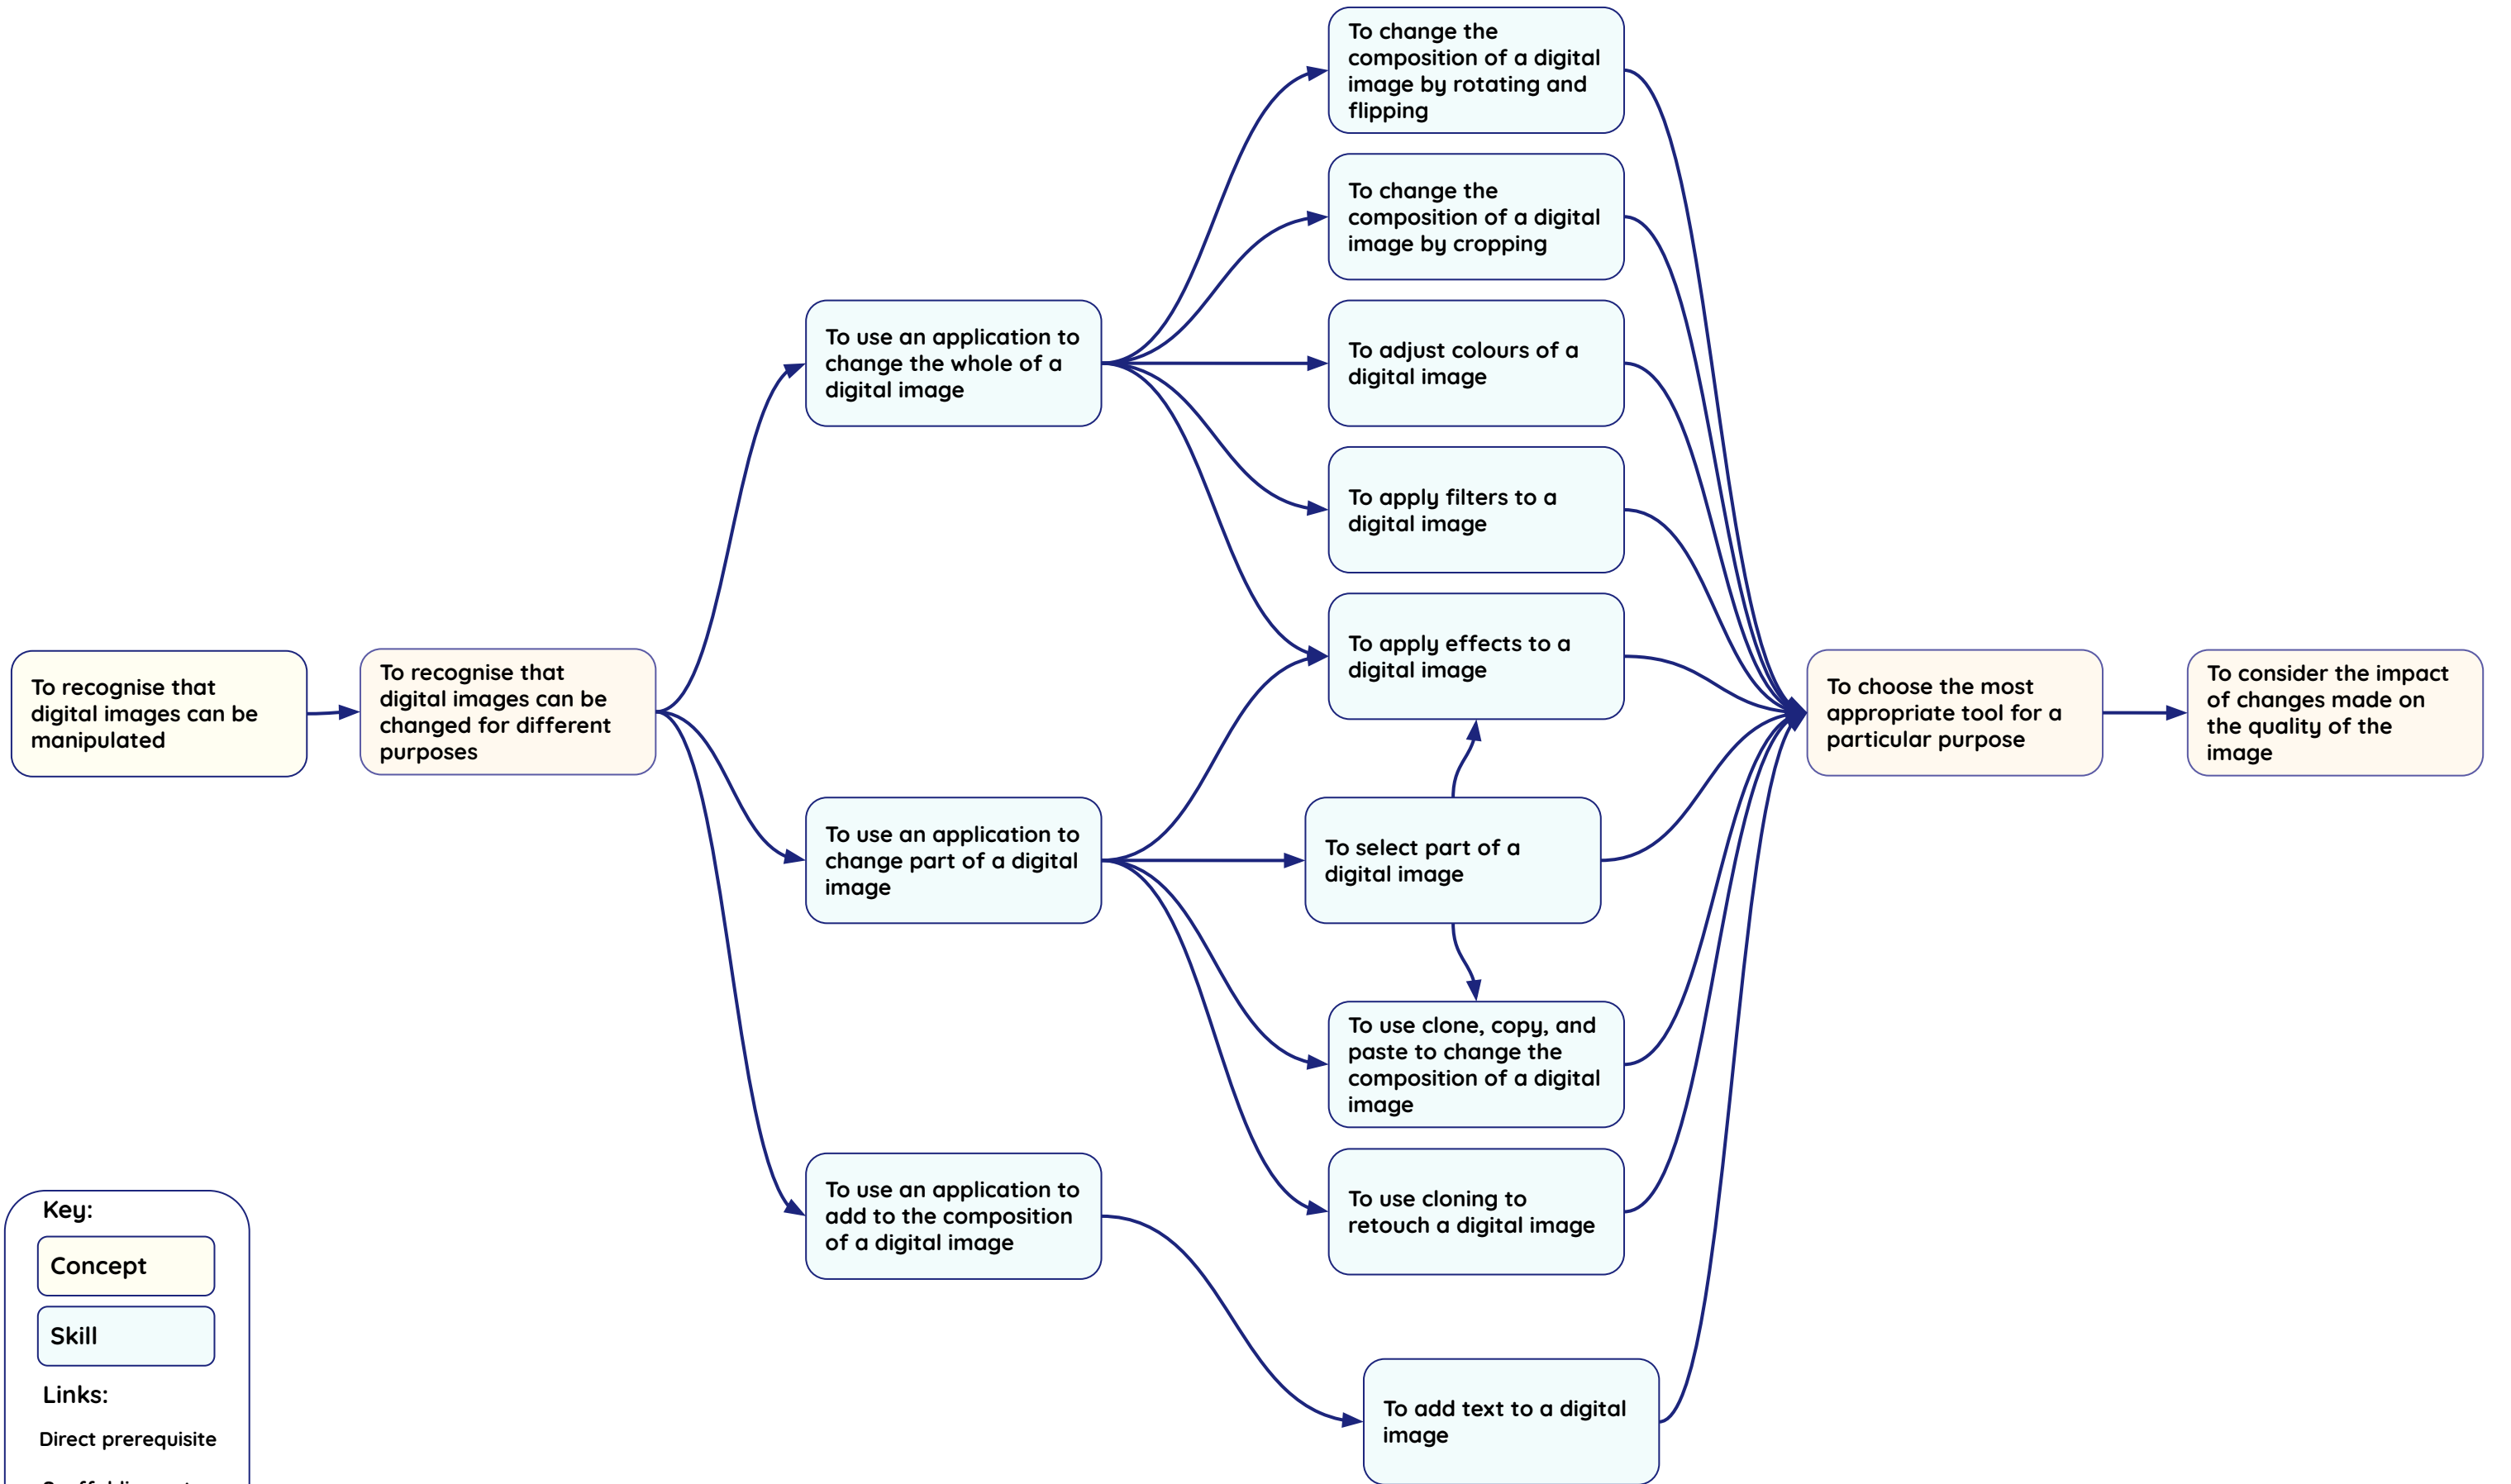 To change the
composition of a digital
image by rotating and
flipping
To change the
composition of a digital
image by cropping
To use an application to
change the whole of a
digital image
To adjust colours of a
digital image
To apply filters to a
digital image
To apply effects to a
digital image
To recognise that
digital images can be
manipulated
To recognise that
digital images can be
changed for different
purposes
To choose the most
appropriate tool for a
particular purpose
To consider the impact
of changes made on
the quality of the
image
To use an application to
change part of a digital
image
To select part of a
digital image
To use clone, copy, and
paste to change the
composition of a digital
image
To use an application to
add to the composition
of a digital image
To use cloning to
retouch a digital image
To add text to a digital
image
Key:
Concept
Skill
Links:
Direct prerequisite